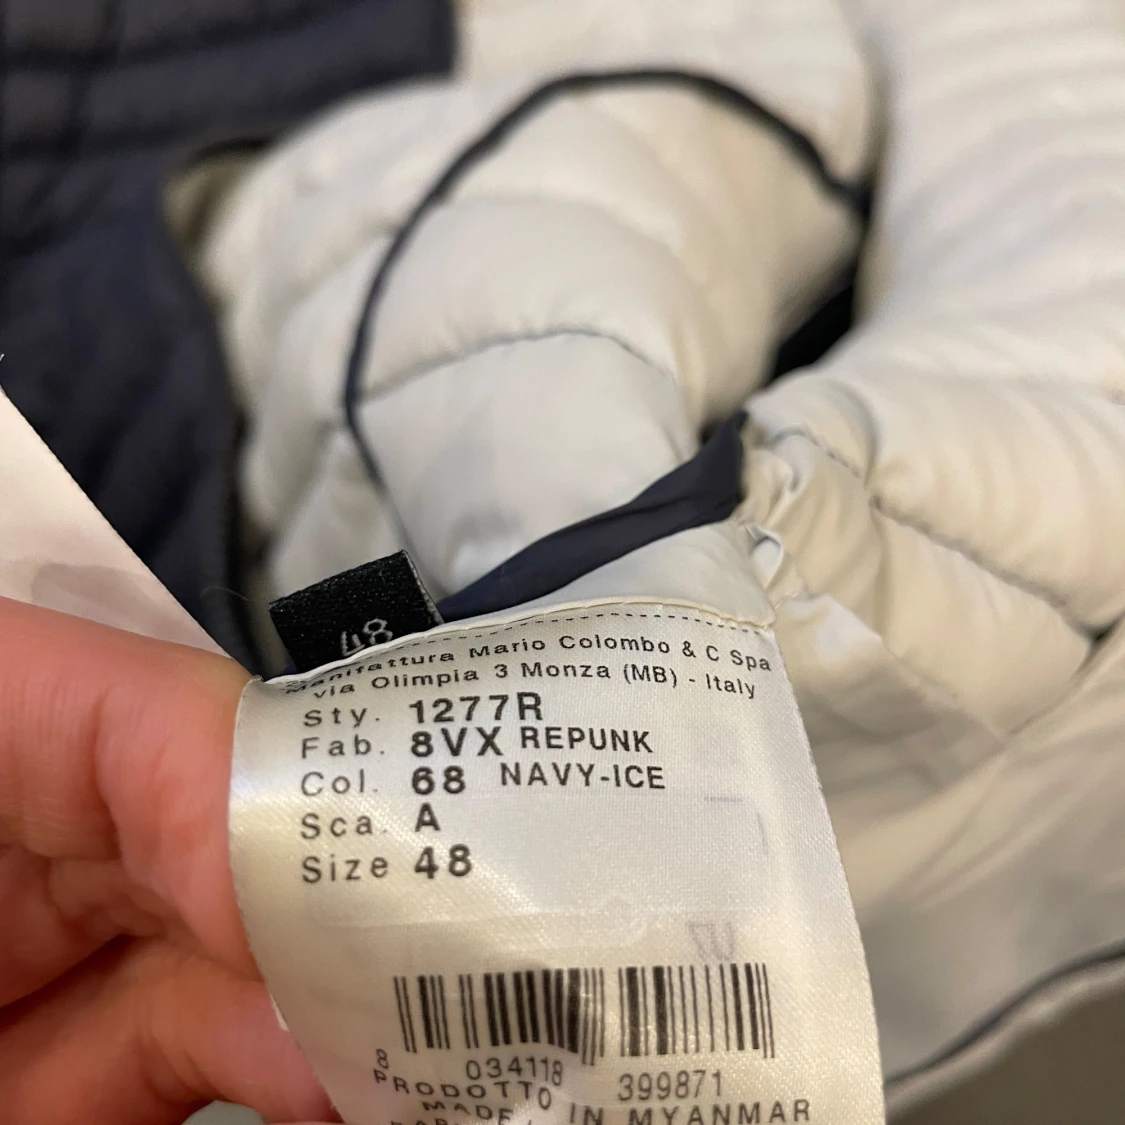 48
Manifattura Mario Colombo & C Spa
via Olimpia 3 Monza (MB) - Italy
Sty. 1277R
Fab. 8VX REPUNK
Col. 68 NAVY-ICE
Sca. A
Size 48
8 034118 399871
PRODOTTO
MADE IN MYANMAR